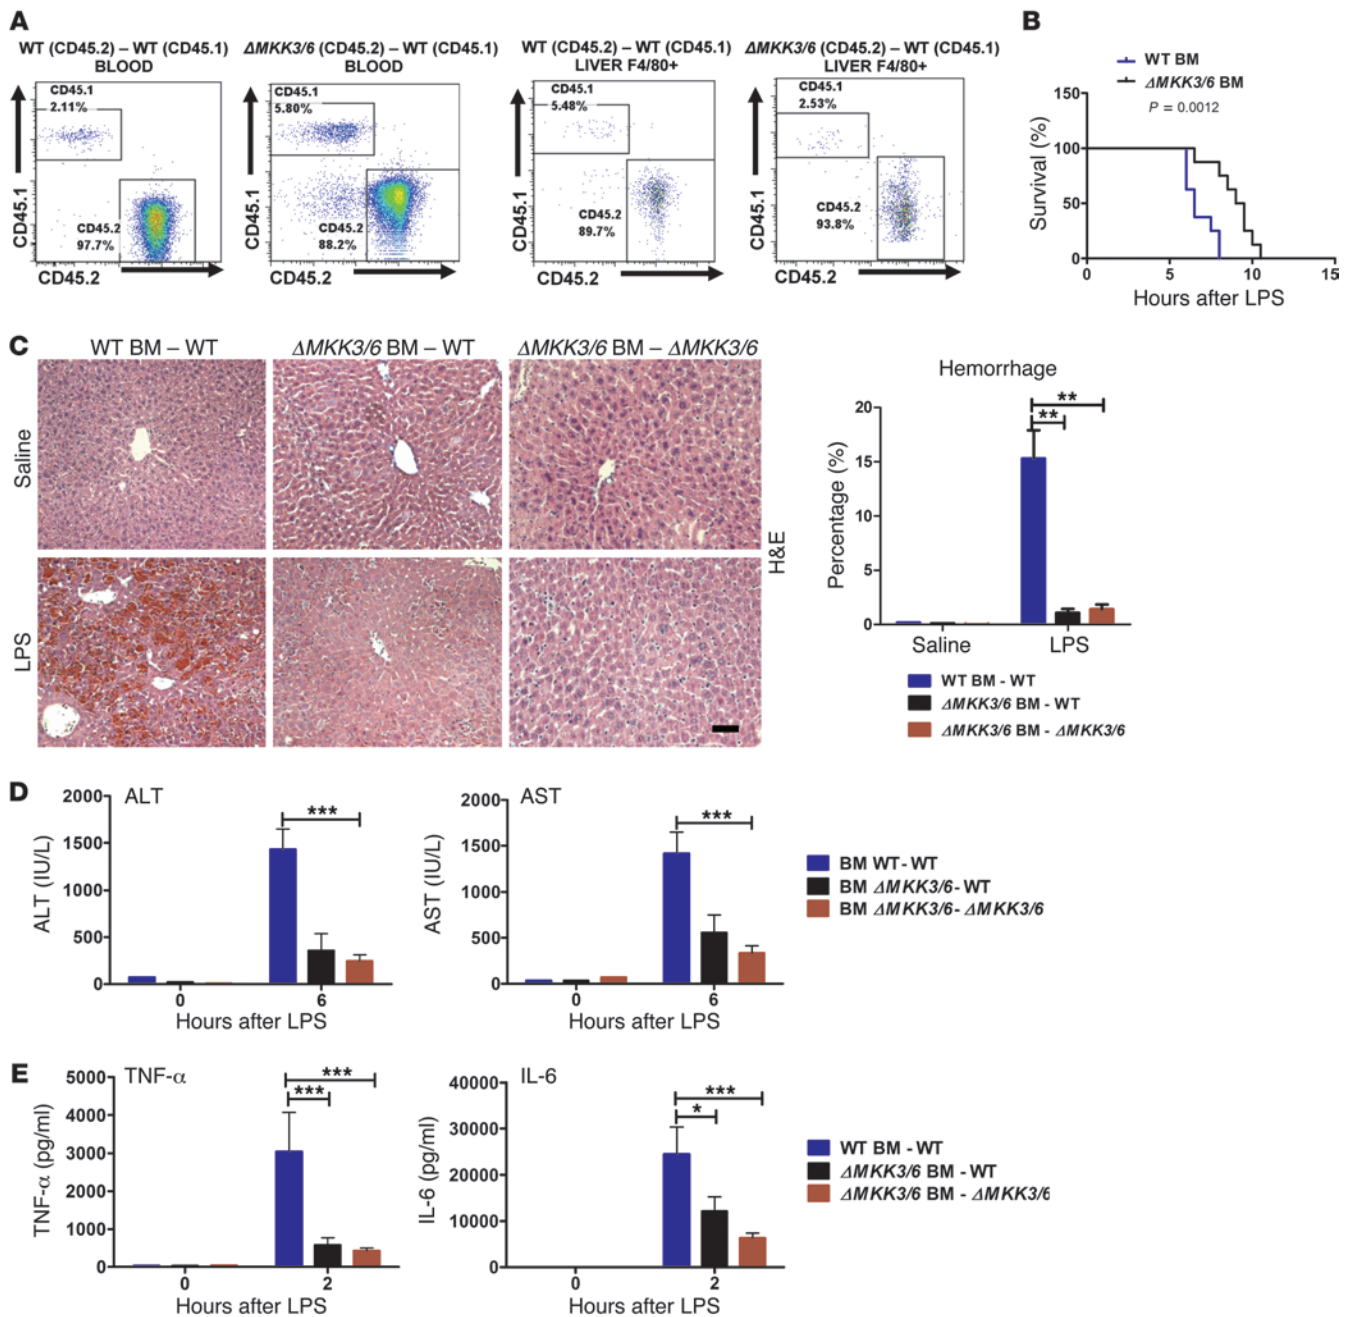 A
WT (CD45.2) – WT (CD45.1)
BLOOD
CD45.1
2.11%
CD45.2
97.7%
CD45.1
CD45.2
ΔMKK3/6 (CD45.2) – WT (CD45.1)
BLOOD
CD45.1
5.80%
CD45.2
88.2%
CD45.1
CD45.2
WT (CD45.2) – WT (CD45.1)
LIVER F4/80+
CD45.1
5.48%
CD45.2
89.7%
CD45.1
CD45.2
ΔMKK3/6 (CD45.2) – WT (CD45.1)
LIVER F4/80+
CD45.1
2.53%
CD45.2
93.8%
CD45.1
CD45.2
B
WT BM
ΔMKK3/6 BM
P = 0.0012
Survival (%)
150
100
50
0
0 5 10 15
Hours after LPS
C
WT BM – WT
ΔMKK3/6 BM – WT
ΔMKK3/6 BM – ΔMKK3/6
Saline
LPS
H&E
Hemorrhage
Percentage (%)
20
15
10
5
0
**
**
Saline LPS
WT BM - WT
ΔMKK3/6 BM - WT
ΔMKK3/6 BM - ΔMKK3/6
D
ALT
ALT (IU/L)
2000
1500
1000
500
0
***
0 6
Hours after LPS
AST
AST (IU/L)
2000
1500
1000
500
0
***
0 6
Hours after LPS
BM WT- WT
BM ΔMKK3/6- WT
BM ΔMKK3/6- ΔMKK3/6
E
TNF-α
TNF-α (pg/ml)
5000
4000
3000
2000
1000
0
***
***
0 2
Hours after LPS
IL-6
IL-6 (pg/ml)
40000
30000
20000
10000
0
***
*
0 2
Hours after LPS
WT BM - WT
ΔMKK3/6 BM - WT
ΔMKK3/6 BM - ΔMKK3/6